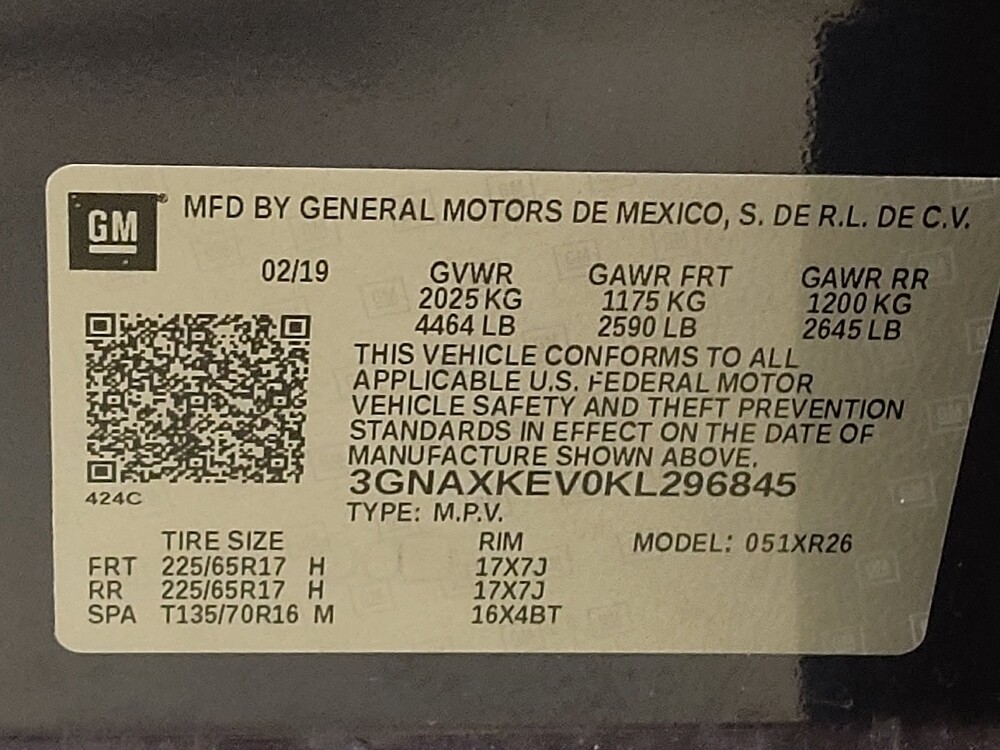 GM MFD BY GENERAL MOTORS DE MEXICO, S. DE R.L. DE C.V.
02/19 GVWR GAWR FRT GAWR RR
2025 KG 1175 KG 1200 KG
4464 LB 2590 LB 2645 LB
THIS VEHICLE CONFORMS TO ALL
APPLICABLE U.S. FEDERAL MOTOR
VEHICLE SAFETY AND THEFT PREVENTION
STANDARDS IN EFFECT ON THE DATE OF
MANUFACTURE SHOWN ABOVE.
3GNAXKEV0KL296845
424C
TYPE: M.P.V.
TIRE SIZE RIM MODEL: 051XR26
FRT 225/65R17 H 17X7J
RR 225/65R17 H 17X7J
SPA T135/70R16 M 16X4BT